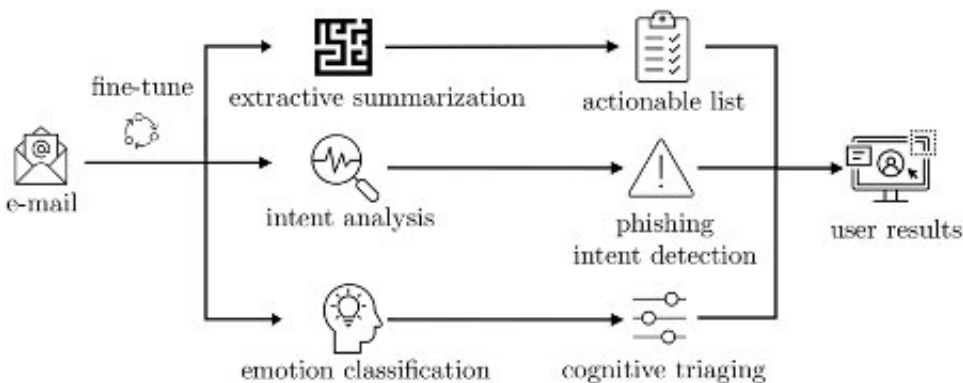 fine-tune
extractive summarization
actionable list
e-mail
intent analysis
phishing
intent detection
user results
emotion classification
cognitive triaging